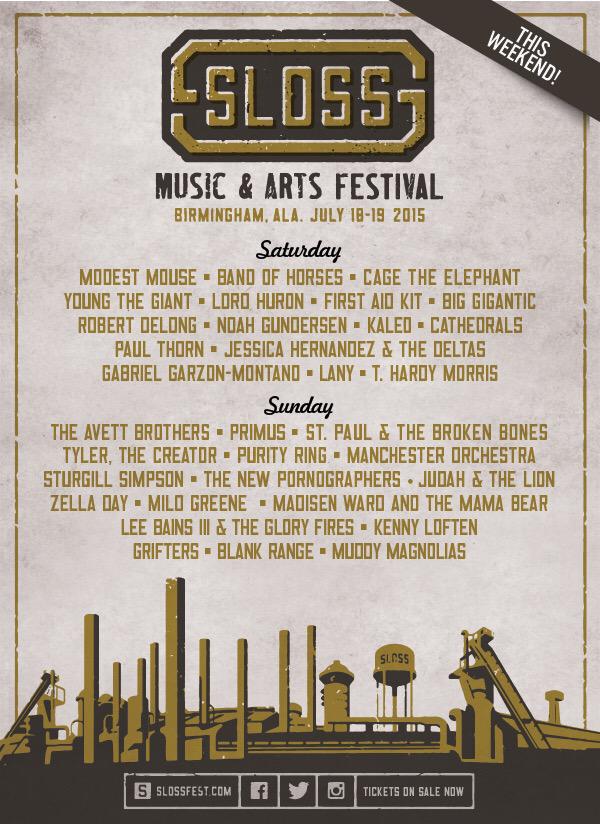 THIS
WEEKEND!
SLOSS
MUSIC & ARTS FESTIVAL
BIRMINGHAM, ALA. JULY 18-19 2015
Saturday
MODEST MOUSE ▪ BAND OF HORSES ▪ CAGE THE ELEPHANT
YOUNG THE GIANT ▪ LORD HURON ▪ FIRST AID KIT ▪ BIG GIGANTIC
ROBERT DELONG ▪ NOAH GUNDERSEN ▪ KALEO ▪ CATHEDRALS
PAUL THORN ▪ JESSICA HERNANDEZ & THE DELTAS
GABRIEL GARZON-MONTANO ▪ LANY ▪ T. HARDY MORRIS
Sunday
THE AVETT BROTHERS ▪ PRIMUS ▪ ST. PAUL & THE BROKEN BONES
TYLER, THE CREATOR ▪ PURITY RING ▪ MANCHESTER ORCHESTRA
STURGILL SIMPSON ▪ THE NEW PORNOGRAPHERS • JUDAH & THE LION
ZELLA DAY ▪ MILO GREENE ▪ MADISEN WARD AND THE MAMA BEAR
LEE BAINS III & THE GLORY FIRES ▪ KENNY LOFTEN
GRIFTERS ▪ BLANK RANGE ▪ MUDDY MAGNOLIAS
SLOSS
S SLOSSFEST.COM f TICKETS ON SALE NOW